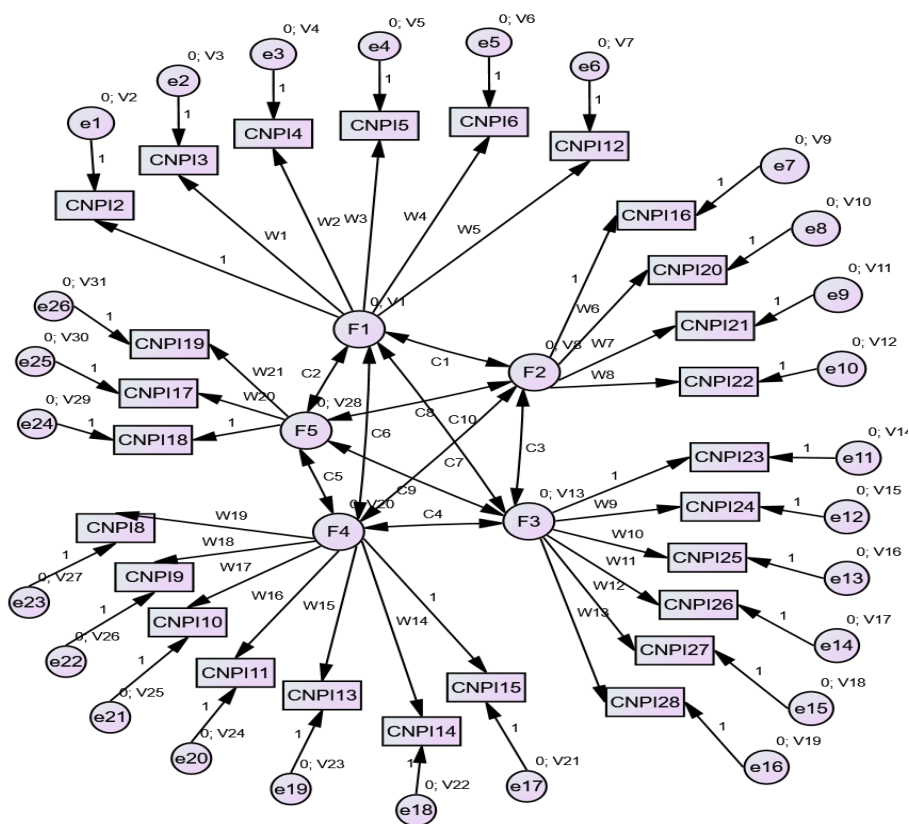 0; V2
e1
1
CNPI2
0; V3
e2
1
CNPI3
0; V4
e3
1
CNPI4
0; V5
e4
1
CNPI5
0; V6
e5
1
CNPI6
0; V7
e6
1
CNPI12
1
W1
W2
W3
W4
W5
0; V1
F1
0; V9
e7
1
CNPI16
0; V10
e8
1
CNPI20
0; V11
e9
1
CNPI21
0; V12
e10
1
CNPI22
1
W6
W7
W8
0; V8
F2
0; V31
e26
1
CNPI19
0; V30
e25
1
CNPI17
0; V29
e24
1
CNPI18
W21
W20
1
0; V28
F5
C1
C2
C8
C10
C6
C7
C3
C5
C9
C4
0; V14
e11
1
CNPI23
0; V15
e12
1
CNPI24
0; V16
e13
1
CNPI25
0; V17
e14
1
CNPI26
0; V18
e15
1
CNPI27
0; V19
e16
1
CNPI28
1
W9
W10
W11
W12
W13
0; V13
F3
0; V20
F4
W19
W18
W17
W16
W15
W14
1
CNPI8
1
0; V27
e23
CNPI9
1
0; V26
e22
CNPI10
1
0; V25
e21
CNPI11
1
0; V24
e20
CNPI13
1
0; V23
e19
CNPI14
1
0; V22
e18
CNPI15
1
0; V21
e17